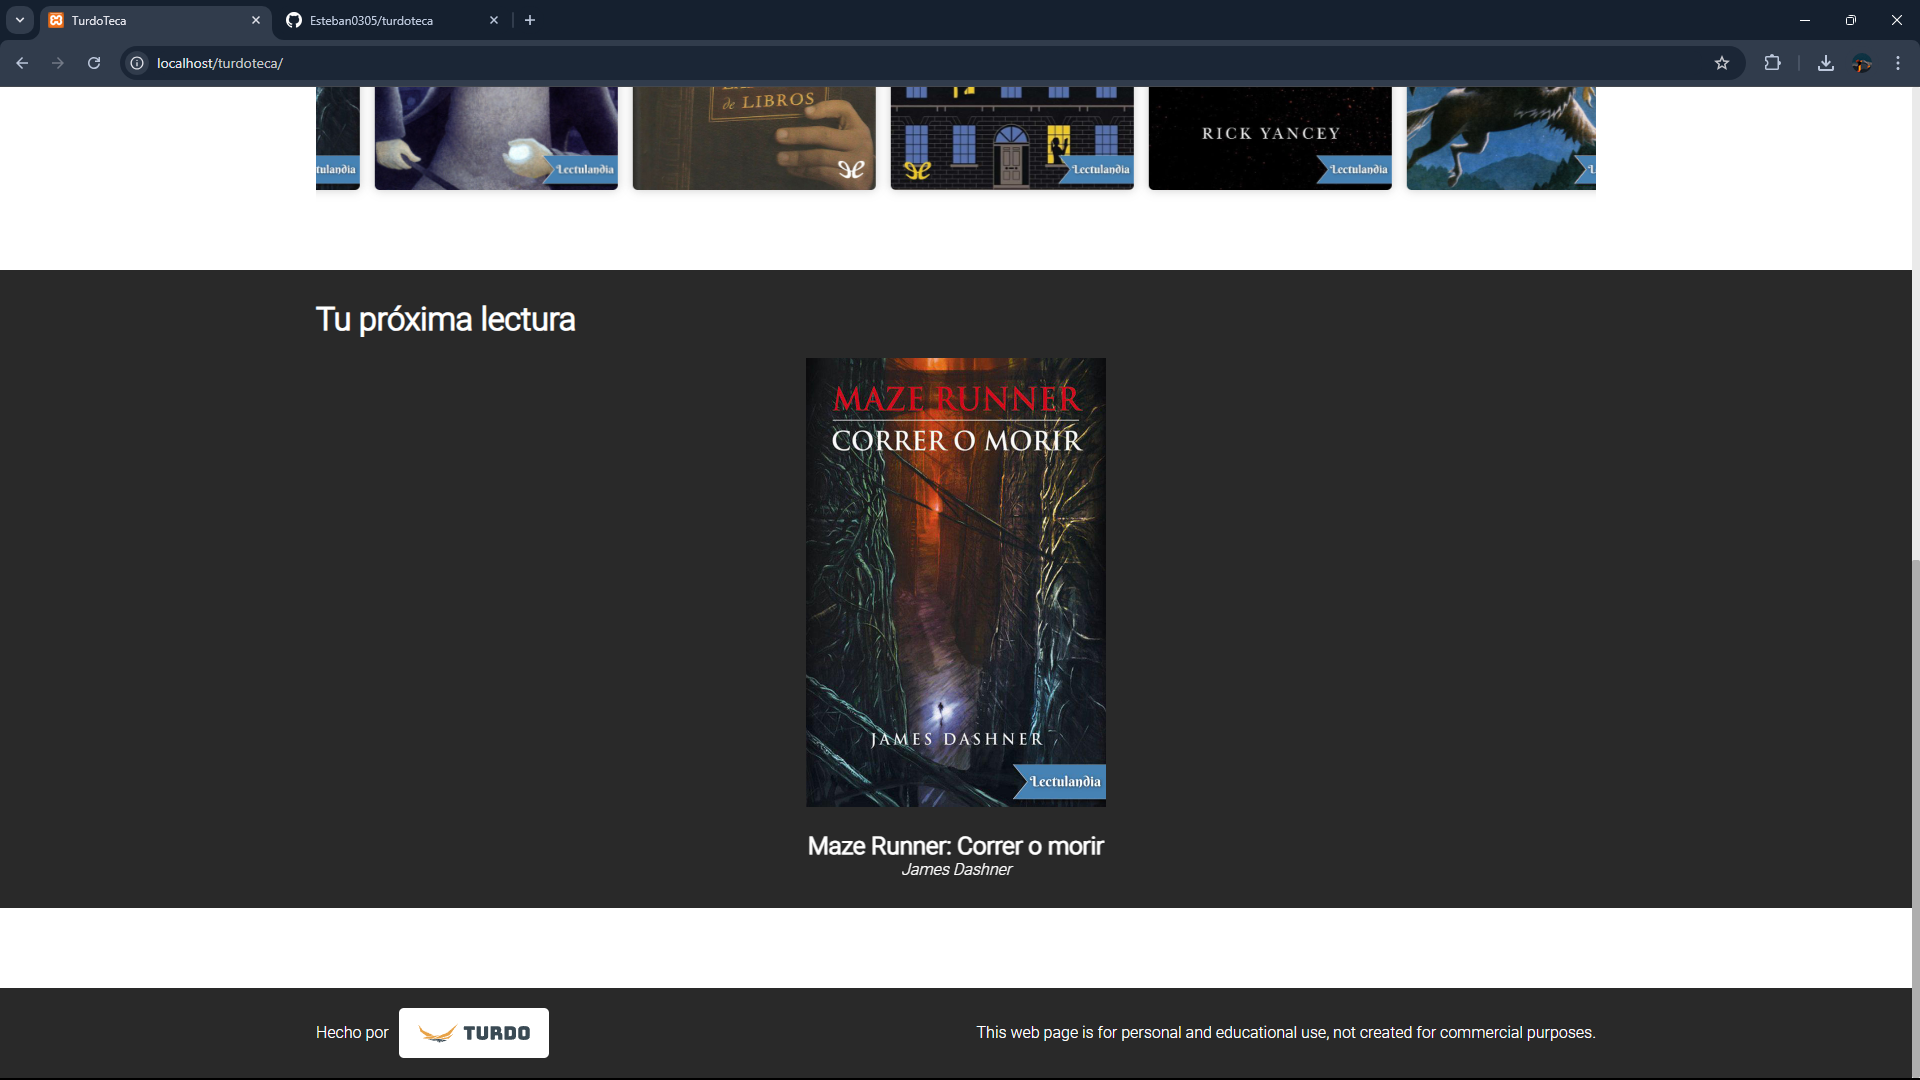 TurdoTeca
Esteban0305/turdoteca
localhost/turdoteca/
de LIBROS
RICK YANCEY
tulandia
Lectulandia
Lectulandia
Lectulandia
L
Tu próxima lectura
MAZE RUNNER
CORRER O MORIR
JAMES DASHNER
Lectulandia
Maze Runner: Correr o morir
James Dashner
Hecho por
TURDO
This web page is for personal and educational use, not created for commercial purposes.